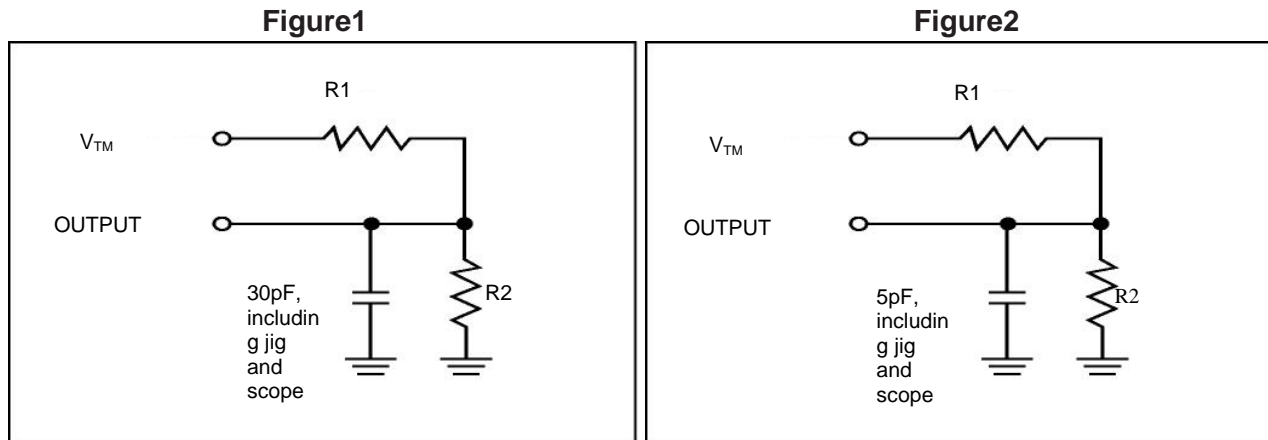 Figure1
R1
VTM
OUTPUT
30pF,
includin
g jig
and
scope
R2
Figure2
R1
VTM
OUTPUT
5pF,
includin
g jig
and
scope
R2